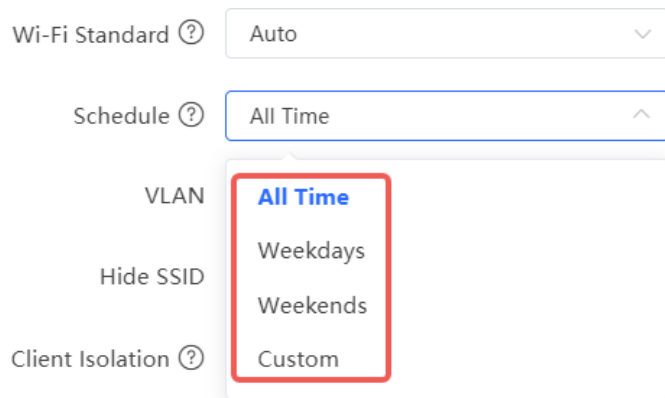 Wi-Fi Standard ? Auto
Schedule ? All Time
VLAN
All Time
Weekdays
Hide SSID
Weekends
Client Isolation ? Custom